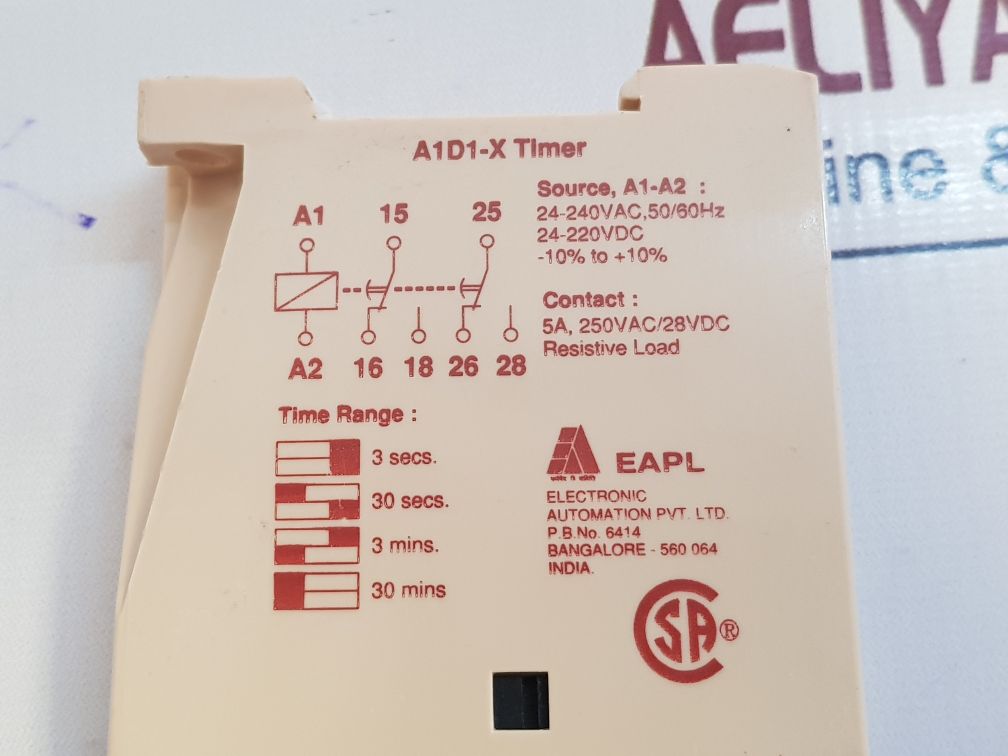 AELIYA
ine &
A1D1-X Timer
A1 15 25
A2 16 18 26 28
Source, A1-A2 :
24-240VAC,50/60Hz
24-220VDC
-10% to +10%
Contact :
5A, 250VAC/28VDC
Resistive Load
Time Range :
3 secs.
30 secs.
3 mins.
30 mins
EAPL
ELECTRONIC
AUTOMATION PVT. LTD.
P.B.No. 6414
BANGALORE - 560 064
INDIA.
CSA®